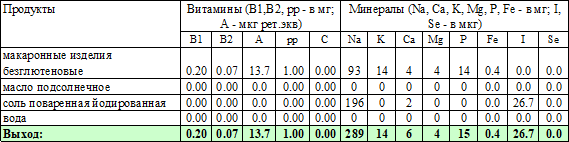 Продукты Витамины (B1,B2, pp - в мг; А - мкг рет.экв) Минералы (Na, Ca, K, Mg, P, Fe - в мг; I, Se - в мкг)
B1 B2 A pp C Na K Ca Mg P Fe I Se
макаронные изделия
безглютеновые 0.20 0.07 13.7 1.00 0.00 93 14 4 4 14 0.4 0.0 0.0
масло подсолнечное 0.00 0.00 0.0 0.00 0.00 0 0 0 0 0 0.0 0.0 0.0
соль поваренная йодированная 0.00 0.00 0.0 0.00 0.00 196 0 2 0 0 0.0 26.7 0.0
вода 0.00 0.00 0.0 0.00 0.00 0 0 0 0 0 0.0 0.0 0.0
Выход: 0.20 0.07 13.7 1.00 0.00 289 14 6 4 15 0.4 26.7 0.0